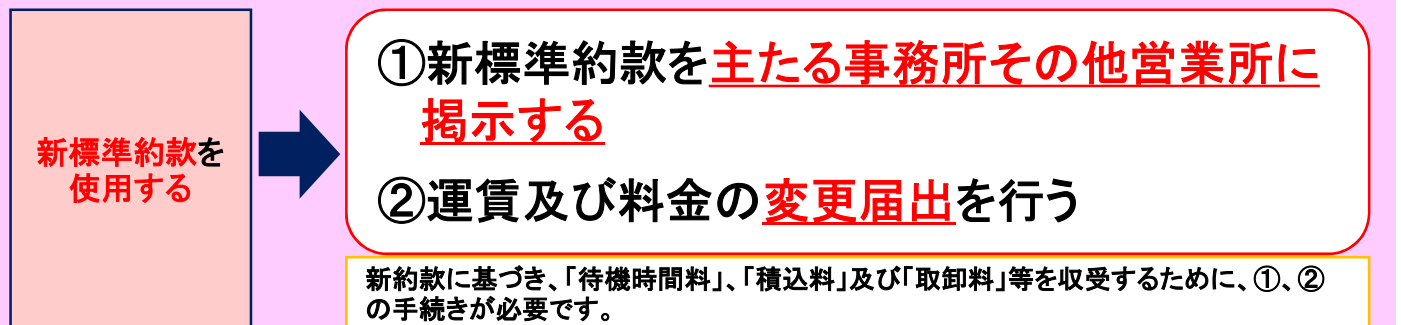 新標準約款を
使用する
①新標準約款を主たる事務所その他営業所に
掲示する
②運賃及び料金の変更届出を行う
新約款に基づき、「待機時間料」、「積込料」及び「取卸料」等を収受するために、①、②
の手続きが必要です。